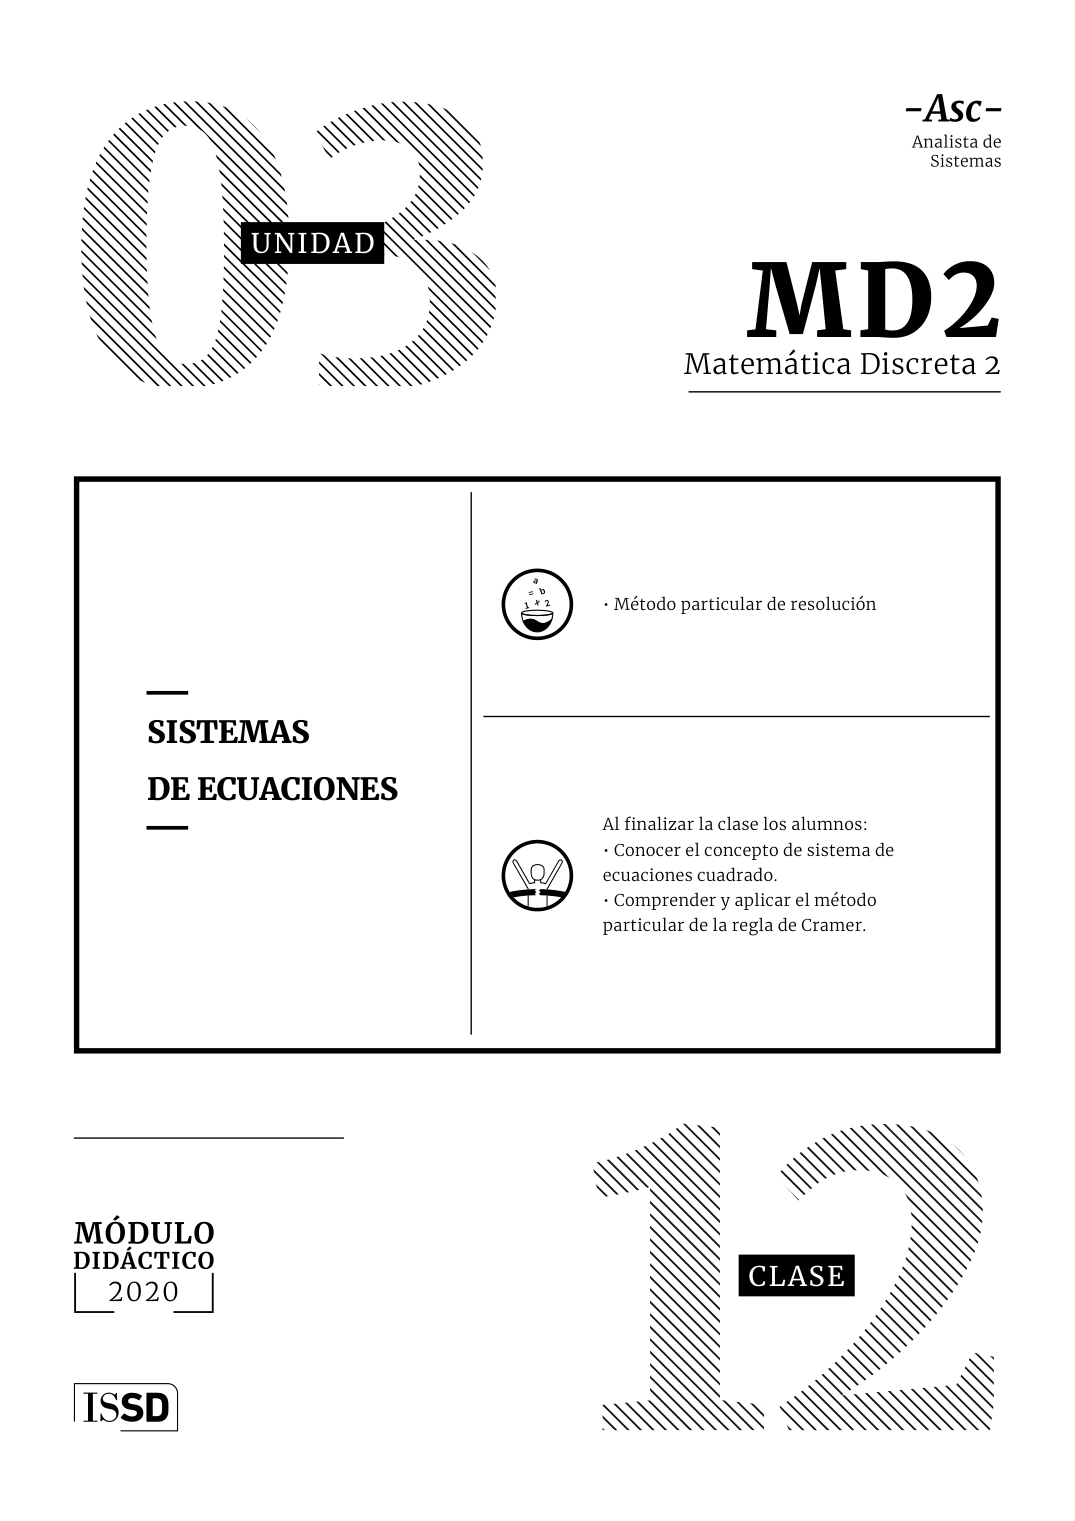 03
UNIDAD
-Asc-
Analista de
Sistemas
MD2
Matemática Discreta 2
SISTEMAS
DE ECUACIONES
a
= b
1 + 2
• Método particular de resolución
Al finalizar la clase los alumnos:
• Conocer el concepto de sistema de
ecuaciones cuadrado.
• Comprender y aplicar el método
particular de la regla de Cramer.
MÓDULO
DIDÁCTICO
2020
ISSD
12
CLASE